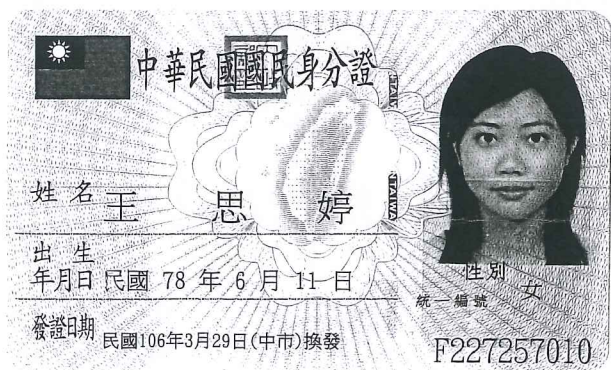 中華民國國民身分證
姓名 王思婷
出生
年月日 民國 78 年 6 月 11 日
性別 女
統一編號
發證日期 民國106年3月29日(中市)換發
F227257010